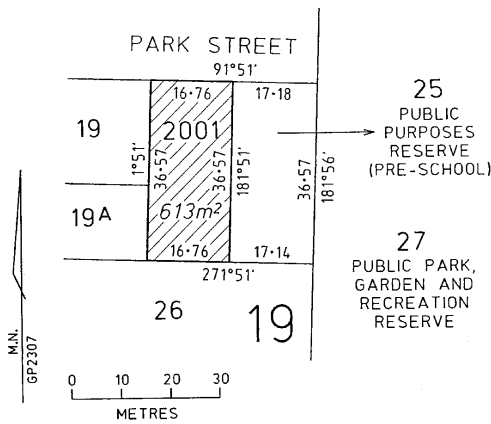 PARK STREET
91°51'
16·76
17·18
25
PUBLIC
PURPOSES
RESERVE
(PRE-SCHOOL)
19
2001
1°51'
36·57
36·57
181°51'
36·57
181°56'
19A
613m²
16·76
17·14
271°51'
27
PUBLIC PARK,
GARDEN AND
RECREATION
RESERVE
26
19
M.N.
GP2307
0 10 20 30
METRES